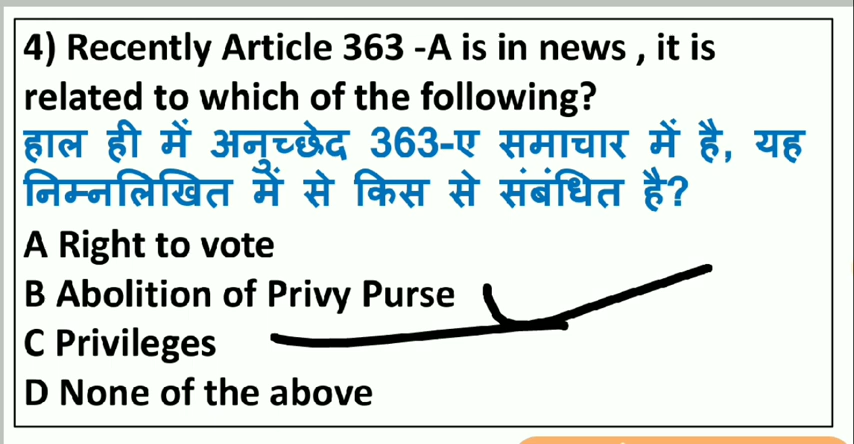 4) Recently Article 363 -A is in news , it is
related to which of the following?
हाल ही में अनुच्छेद 363-ए समाचार में है, यह
निम्नलिखित में से किस से संबंधित है?
A Right to vote
B Abolition of Privy Purse
C Privileges
D None of the above